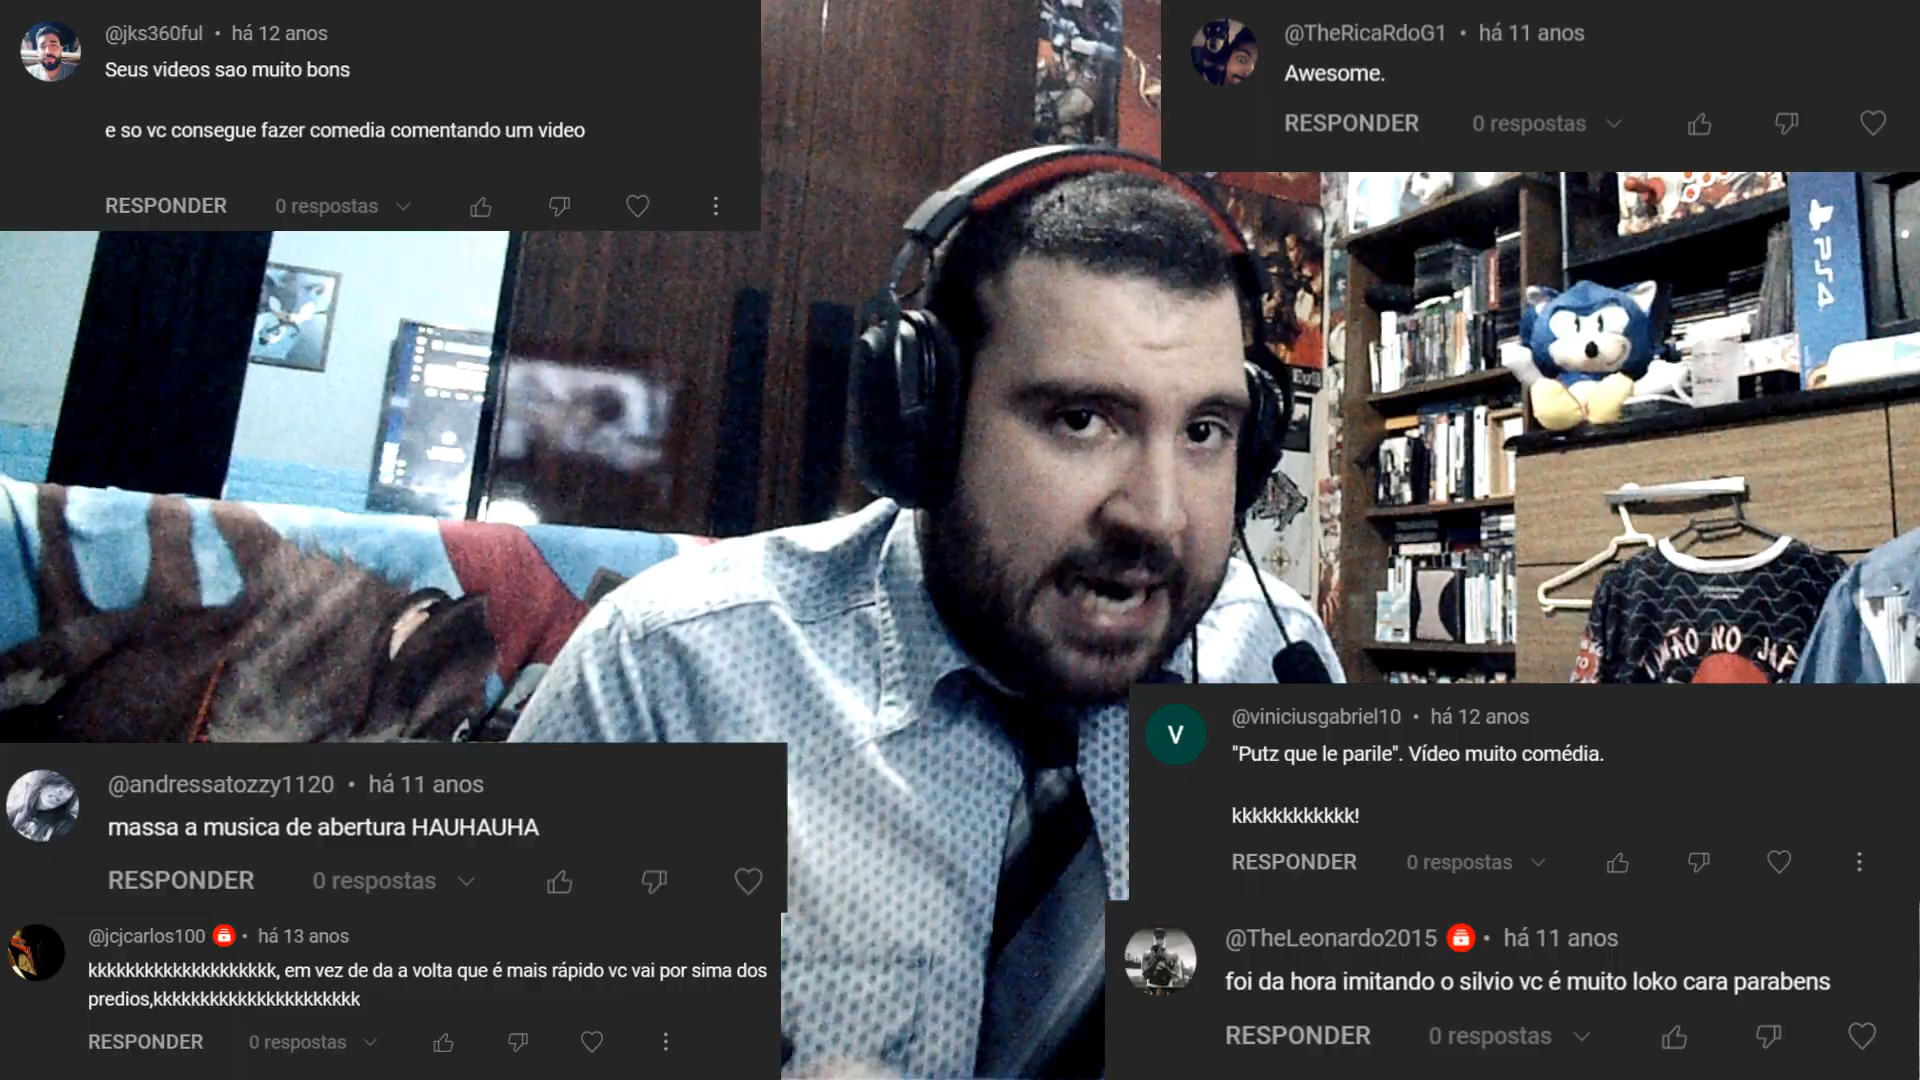 @jks360ful • há 12 anos
Seus videos sao muito bons
e so vc consegue fazer comedia comentando um video
RESPONDER 0 respostas
@TheRicaRdoG1 • há 11 anos
Awesome.
RESPONDER 0 respostas
PS4
NO
@viniciusgabriel10 • há 12 anos
"Putz que le parile". Vídeo muito comédia.
kkkkkkkkkkkk!
RESPONDER 0 respostas
V
@andressatozzy1120 • há 11 anos
massa a musica de abertura HAUHAUHA
RESPONDER 0 respostas
@jcjcarlos100 • há 13 anos
kkkkkkkkkkkkkkkkkkkk, em vez de da a volta que é mais rápido vc vai por sima dos
predios,kkkkkkkkkkkkkkkkkkkkkk
RESPONDER 0 respostas
@TheLeonardo2015 • há 11 anos
foi da hora imitando o silvio vc é muito loko cara parabens
RESPONDER 0 respostas